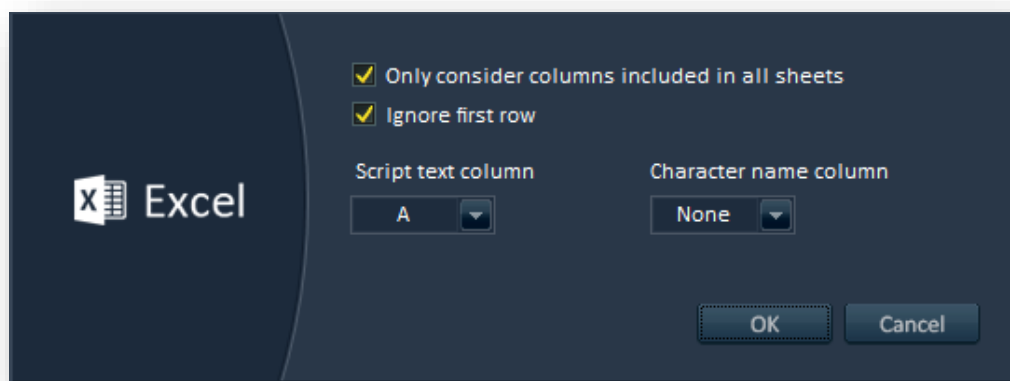 Only consider columns included in all sheets
Ignore first row
Script text column
Character name column
X Excel
A
None
OK
Cancel